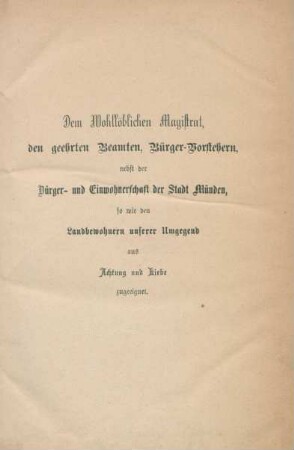 Dem Wohllöblichen Magistrat,
den geehrten Beamten, Bürger-Vorstehern,
nebst der
Bürger- und Einwohnerschaft der Stadt Münden,
so wie den
Landbewohnern unserer Umgegend
aus
Achtung und Liebe
zugeeignet.